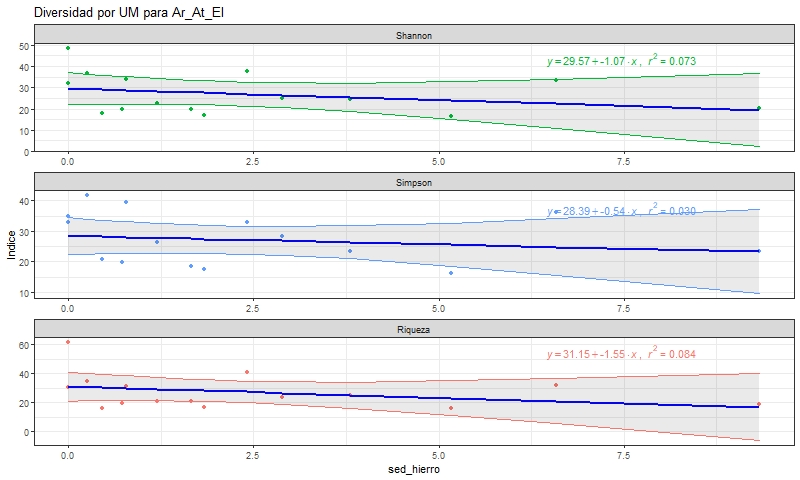 Diversidad por UM para Ar_At_El
Shannon
y = 29.57 + -1.07 · x , r² = 0.073
50
40
30
20
10
0
0.0 2.5 5.0 7.5
Simpson
y = 28.39 + -0.54 · x , r² = 0.030
40
30
20
10
0.0 2.5 5.0 7.5
Indice
Riqueza
y = 31.15 + -1.55 · x , r² = 0.084
60
40
20
0
0.0 2.5 5.0 7.5
sed_hierro